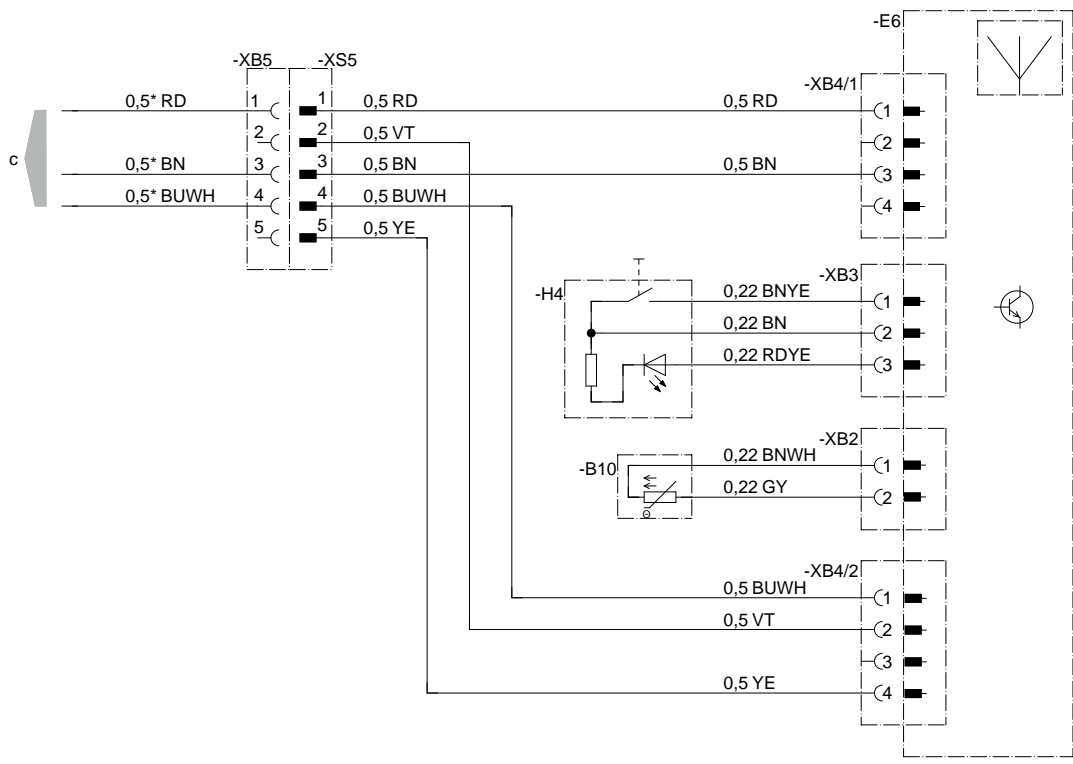 -E6
-XB5 -XS5
-XB4/1
0,5* RD 1 1 0,5 RD 0,5 RD 1
2 2 0,5 VT 2
c
0,5* BN 3 3 0,5 BN 0,5 BN 3
0,5* BUWH 4 4 0,5 BUWH 4
5 5 0,5 YE
-XB3
-H4 0,22 BNYE 1
0,22 BN 2
0,22 RDYE 3
-XB2
-B10 0,22 BNWH 1
0,22 GY 2
Θ
-XB4/2
0,5 BUWH 1
0,5 VT 2
3
0,5 YE 4